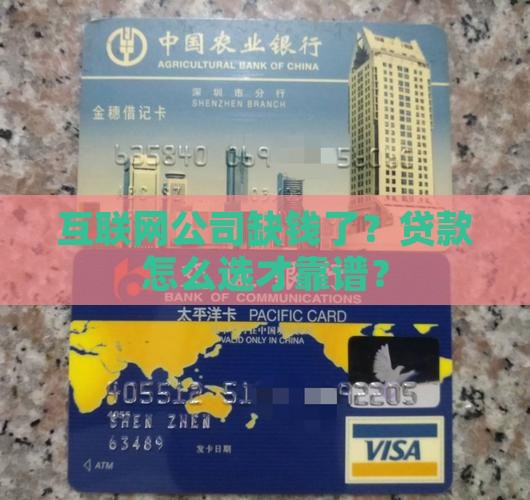 中国农业银行
AGRICULTURAL BANK OF CHINA
深圳市分行
SHENZHEN BRANCH
金穗借记卡
互联网公司缺钱了？贷款
怎么选才靠谱？
BANK OF COMMUNICATIONS
太平洋卡 PACIFIC CARD
VALID ONLY IN CHINA
4055
SHEN ZHEN
63489
发卡日期
ATM
VISA